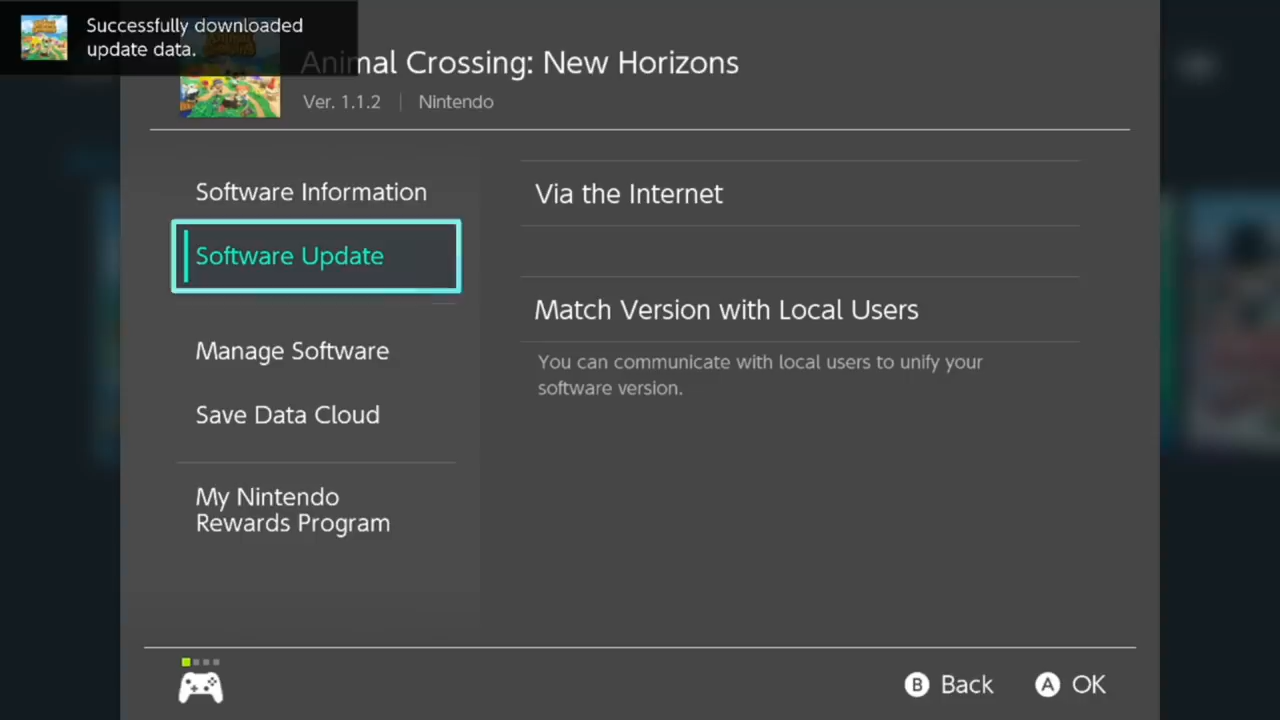 Successfully downloaded
update data.
Animal Crossing: New Horizons
Ver. 1.1.2 | Nintendo
Software Information
Software Update
Manage Software
Save Data Cloud
My Nintendo
Rewards Program
Via the Internet
Match Version with Local Users
You can communicate with local users to unify your
software version.
B Back A OK